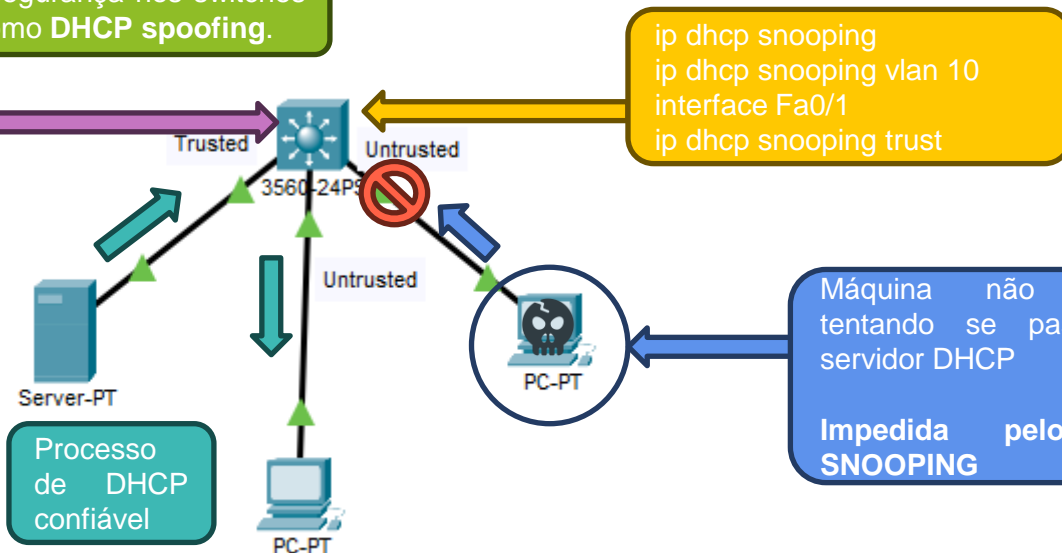 omo DHCP spoofing.
ip dhcp snooping
ip dhcp snooping vlan 10
interface Fa0/1
ip dhcp snooping trust
Trusted
Untrusted
3560-24PS
Untrusted
Máquina não
tentando se pa
servidor DHCP
Impedida pelo
SNOOPING
Server-PT
PC-PT
Processo
de DHCP
confiável
PC-PT